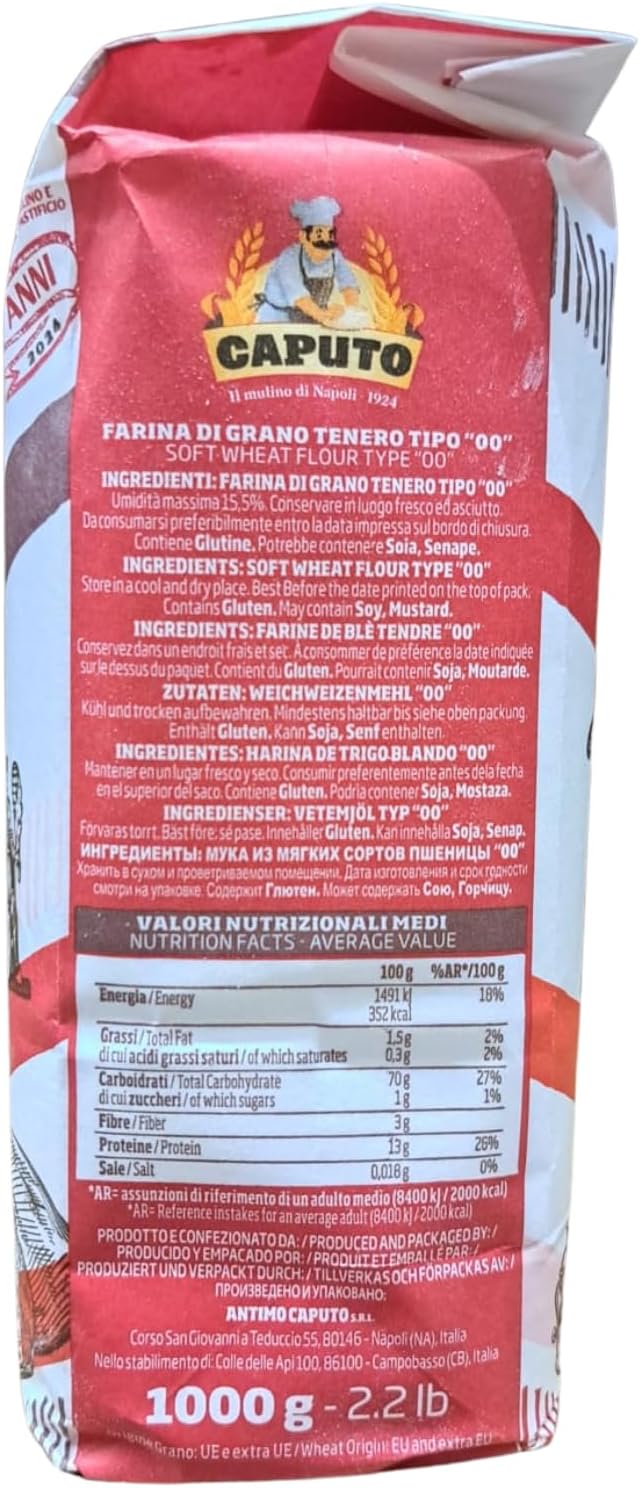 ANNI
2024
CAPUTO
Il mulino di Napoli · 1924
FARINA DI GRANO TENERO TIPO "00"
SOFT WHEAT FLOUR TYPE "00"
INGREDIENTI: FARINA DI GRANO TENERO TIPO "00"
Umidità massima 15,5%. Conservare in luogo fresco ed asciutto.
Da consumarsi preferibilmente entro la data impressa sul bordo di chiusura.
Contiene Glutine. Potrebbe contenere Soia, Senape.
INGREDIENTS: SOFT WHEAT FLOUR TYPE "00"
Store in a cool and dry place. Best Before the date printed on the top of pack.
Contains Gluten. May contain Soy, Mustard.
INGREDIENTS: FARINE DE BLÈ TENDRE "00"
Conservez dans un endroit frais et sec. A consommer de préférence la date indiquée
sur le dessus du paquet. Contient du Gluten. Pourrait contenir Soja, Moutarde.
ZUTATEN: WEICHWEIZENMEHL "00"
Kühl und trocken aufbewahren. Mindestens haltbar bis siehe oben packung.
Enthält Gluten. Kann Soja, Senf enthalten.
INGREDIENTES: HARINA DE TRIGO BLANDO "00"
Mantener en un lugar fresco y seco. Consumir preferentemente antes de la fecha
en el superior del saco. Contiene Gluten. Podría contener Soja, Mostaza.
INGREDIENSER: VETEMJÖL TYP "00"
Förvaras torrt. Bäst före: sé påse. Innehåller Gluten. Kan innehålla Soja, Senap.
ИНГРЕДИЕНТЫ: МУКА ИЗ МЯГКИХ СОРТОВ ПШЕНИЦЫ "00"
Хранить в сухом и проветриваемом помещении. Дата изготовления и срок годности
смотри на упаковке. Содержит Глютен. Может содержать Сою, Горчицу.
VALORI NUTRIZIONALI MEDI
NUTRITION FACTS - AVERAGE VALUE
100 g %AR*/100 g
Energia / Energy 1491 kJ 18%
352 kcal
Grassi / Total Fat 1,5 g 2%
di cui acidi grassi saturi / of which saturates 0,3 g 2%
Carboidrati / Total Carbohydrate 70 g 27%
di cui zuccheri / of which sugars 1 g 1%
Fibre / Fiber 3 g
Proteine / Protein 13 g 26%
Sale / Salt 0,018 g 0%
*AR= assunzioni di riferimento di un adulto medio (8400 kJ / 2000 kcal)
*AR= Reference instakes for an average adult (8400 kJ / 2000 kcal)
PRODOTTO E CONFEZIONATO DA: / PRODUCED AND PACKAGED BY: /
PRODUCIDO Y EMPACADO POR: / PRODUIT ET EMBALLÉ PAR: /
PRODUZIERT UND VERPACKT DURCH: / TILLVERKAS OCH FÖRPACKAS AV: /
ПРОИЗВЕДЕНО И УПАКОВАНО:
ANTIMO CAPUTO S.R.L.
Corso San Giovanni a Teduccio 55, 80146 - Napoli (NA), Italia
Nello stabilimento di: Colle delle Api 100, 86100 - Campobasso (CB), Italia
1000 g - 2.2 lb
Grano: UE e extra UE / Wheat Origin: EU and extra EU